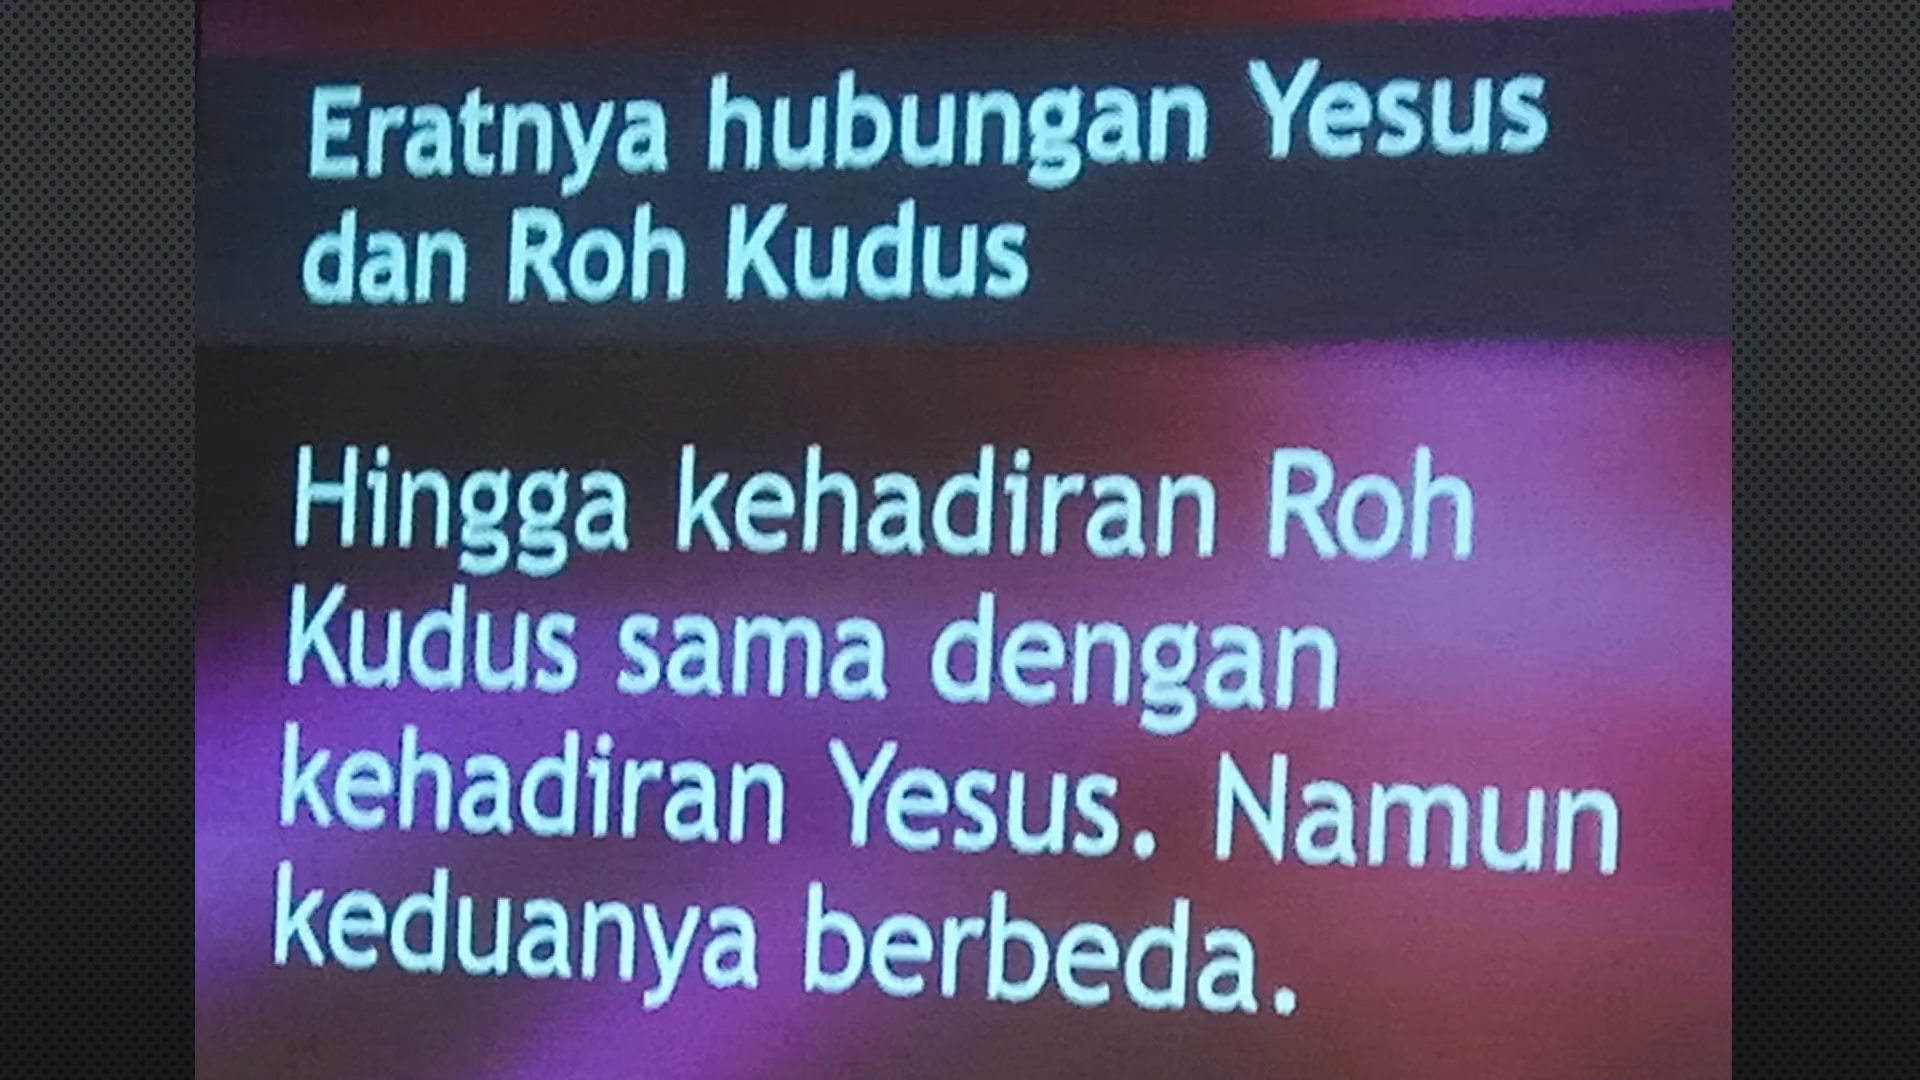 Eratnya hubungan Yesus
dan Roh Kudus
Hingga kehadiran Roh
Kudus sama dengan
kehadiran Yesus. Namun
keduanya berbeda.